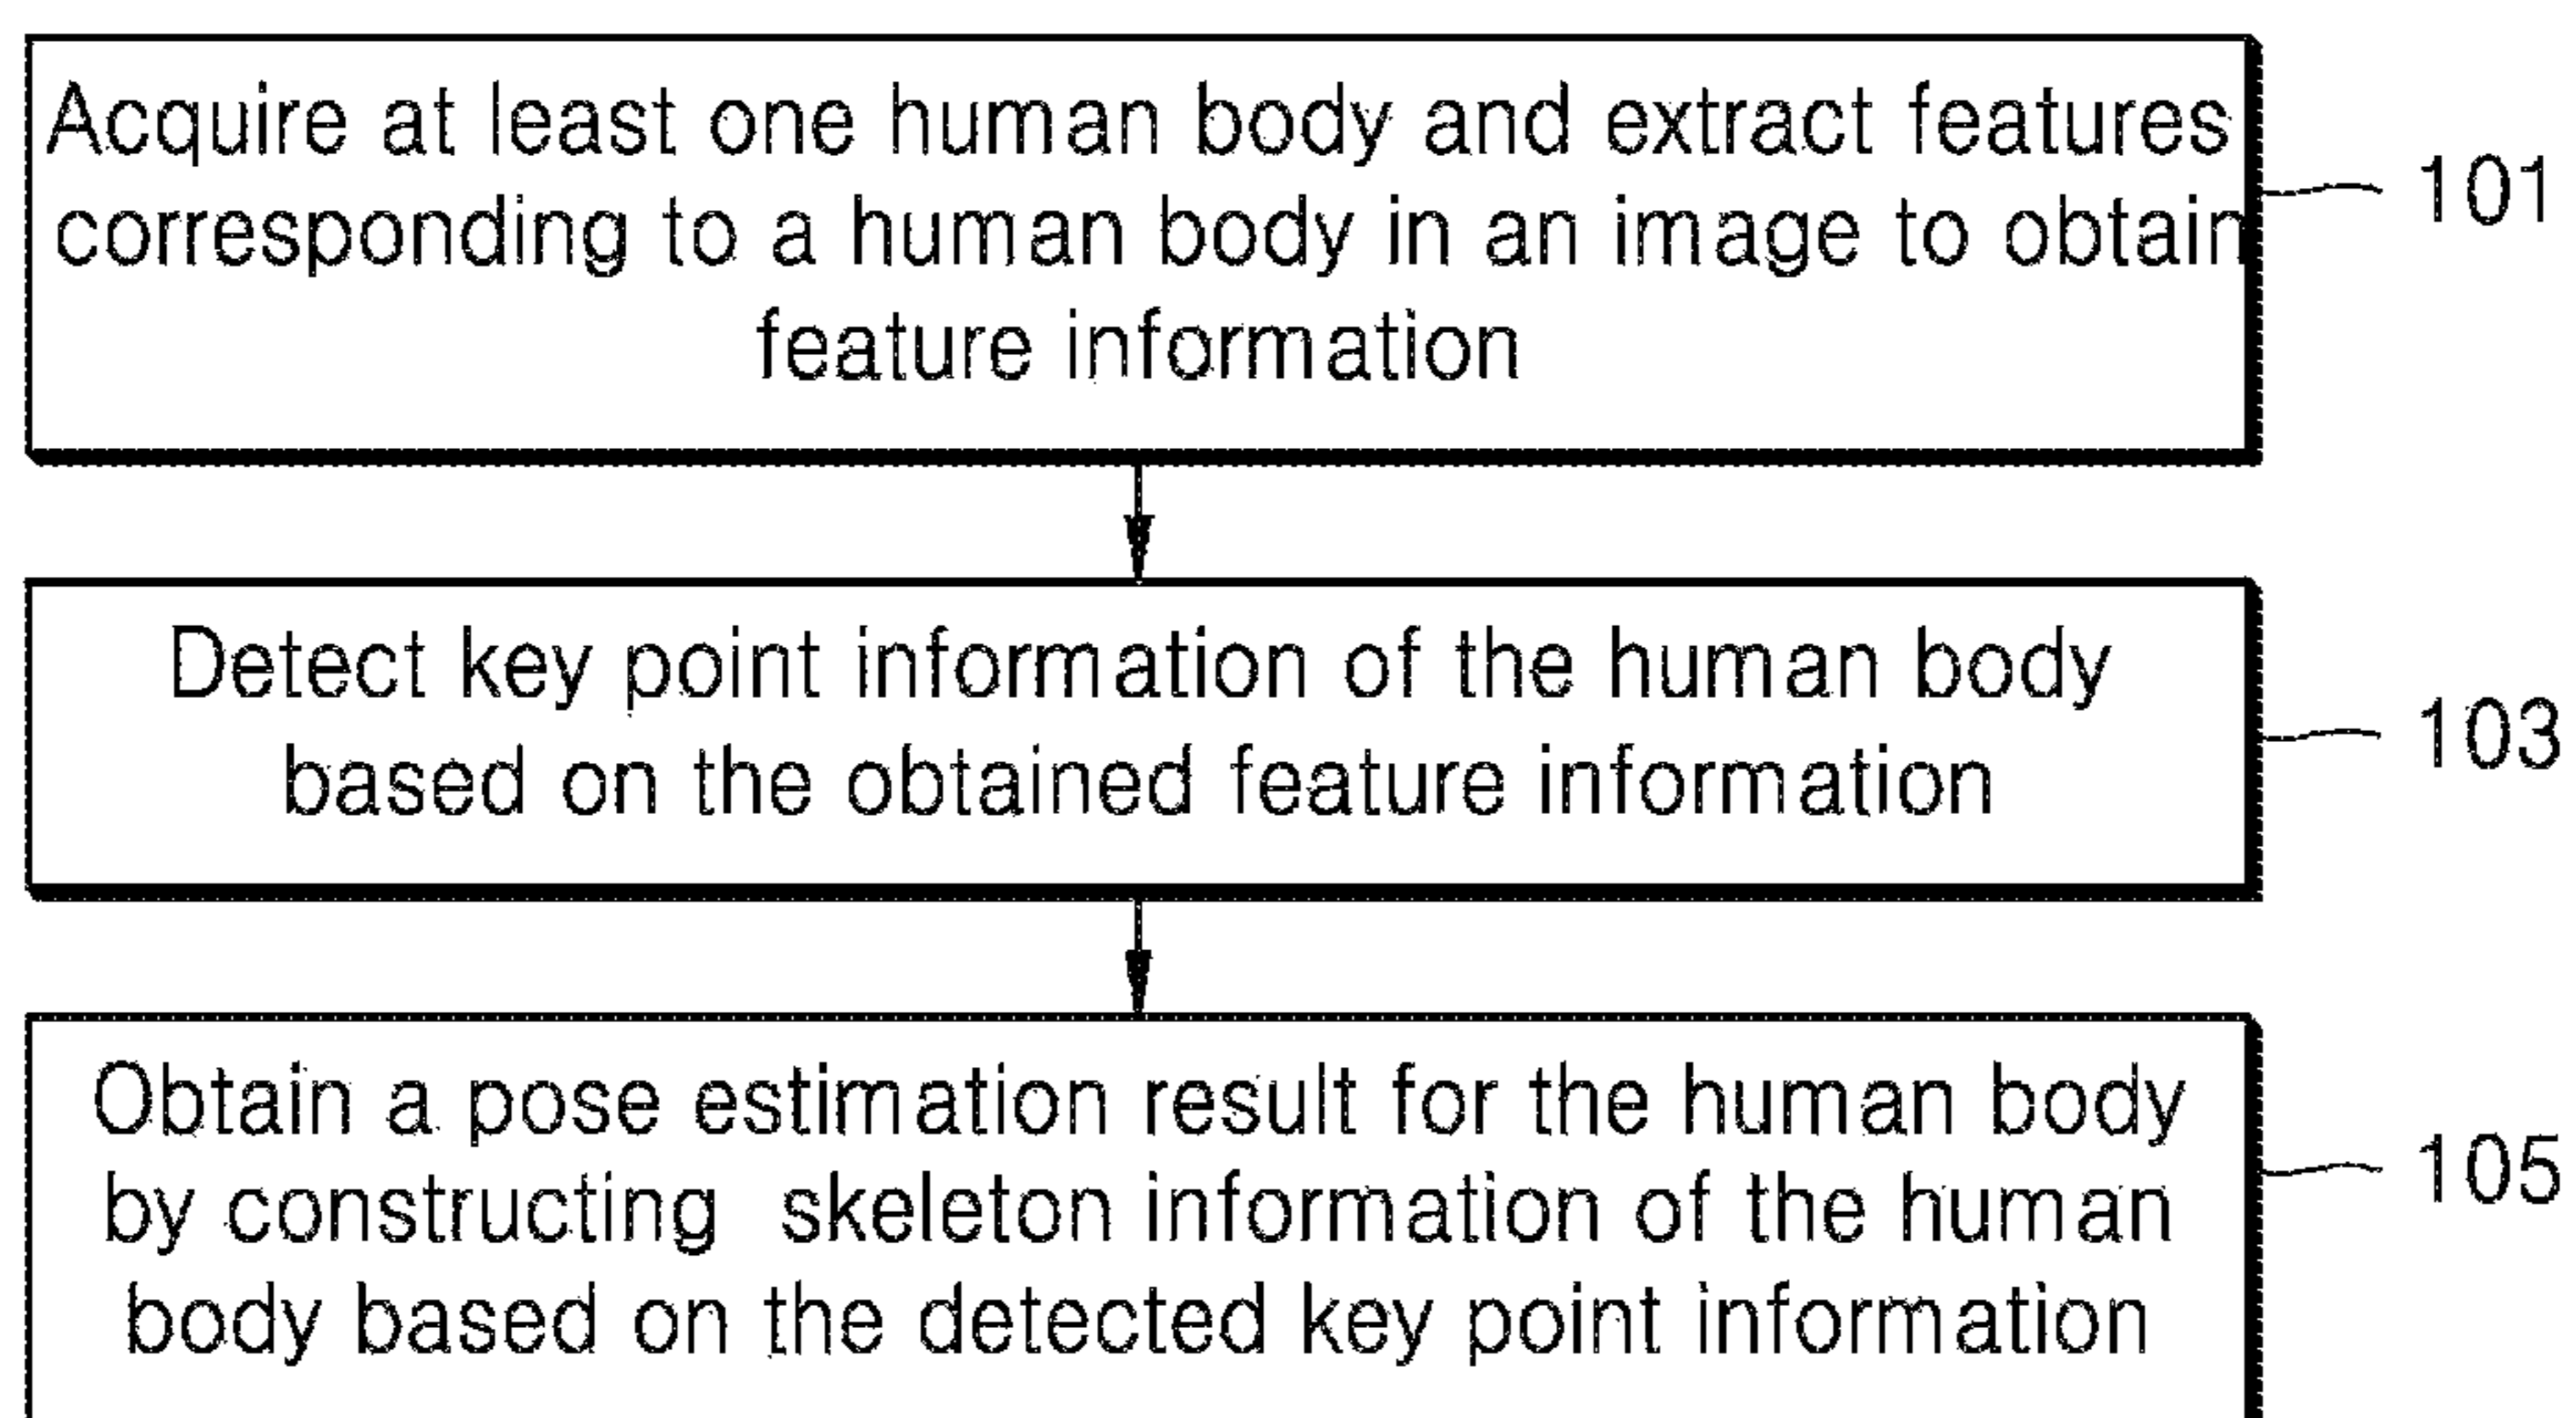 Acquire at least one human body and extract features
corresponding to a human body in an image to obtain
feature information
101
Detect key point information of the human body
based on the obtained feature information
103
Obtain a pose estimation result for the human body
by constructing skeleton information of the human
body based on the detected key point information
105